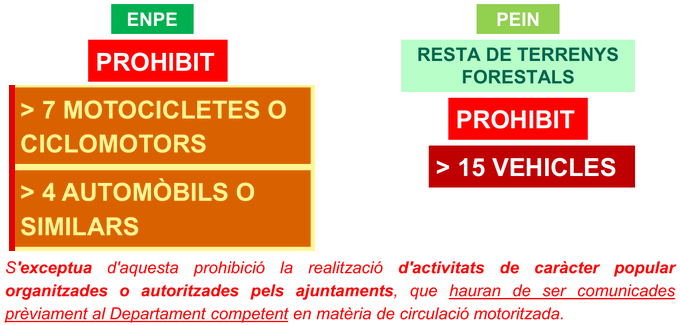 ENPE
PROHIBIT
> 7 MOTOCICLETES O
CICLOMOTORS
> 4 AUTOMÒBILS O
SIMILARS
PEIN
RESTA DE TERRENYS
FORESTALS
PROHIBIT
> 15 VEHICLES
S'exceptua d'aquesta prohibició la realització d'activitats de caràcter popular
organitzades o autoritzades pels ajuntaments, que hauran de ser comunicades
prèviament al Departament competent en matèria de circulació motoritzada.